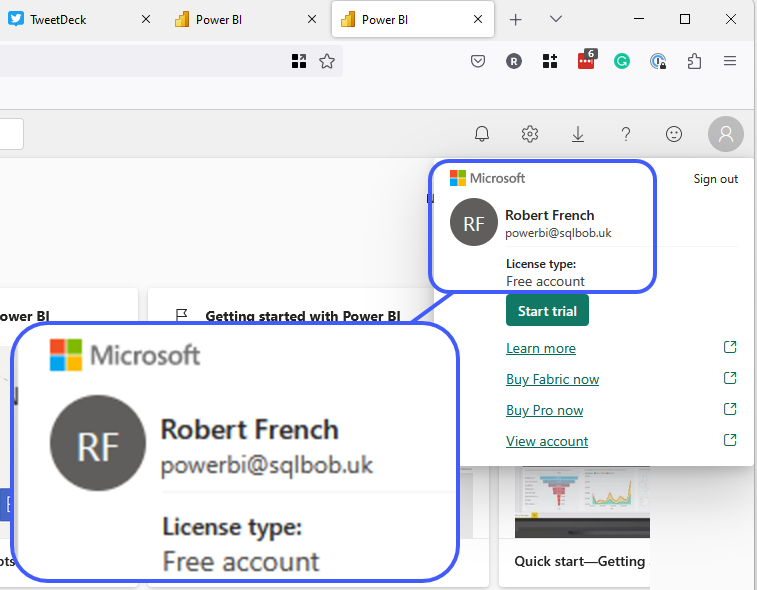 TweetDeck
Power BI
Power BI
R
6
Microsoft
Sign out
RF
Robert French
powerbi@sqlbob.uk
License type:
Free account
Start trial
Learn more
Buy Fabric now
Buy Pro now
View account
ower BI
Getting started with Power BI
Microsoft
RF
Robert French
powerbi@sqlbob.uk
License type:
Free account
ots
Quick start—Getting